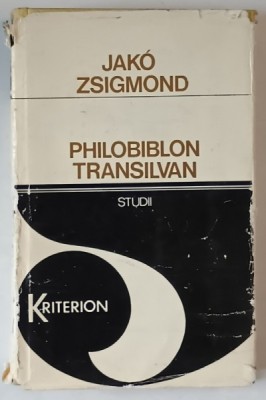 JAKÓ
ZSIGMOND
PHILOBIBLON
TRANSILVAN
STUDII
KRITERION